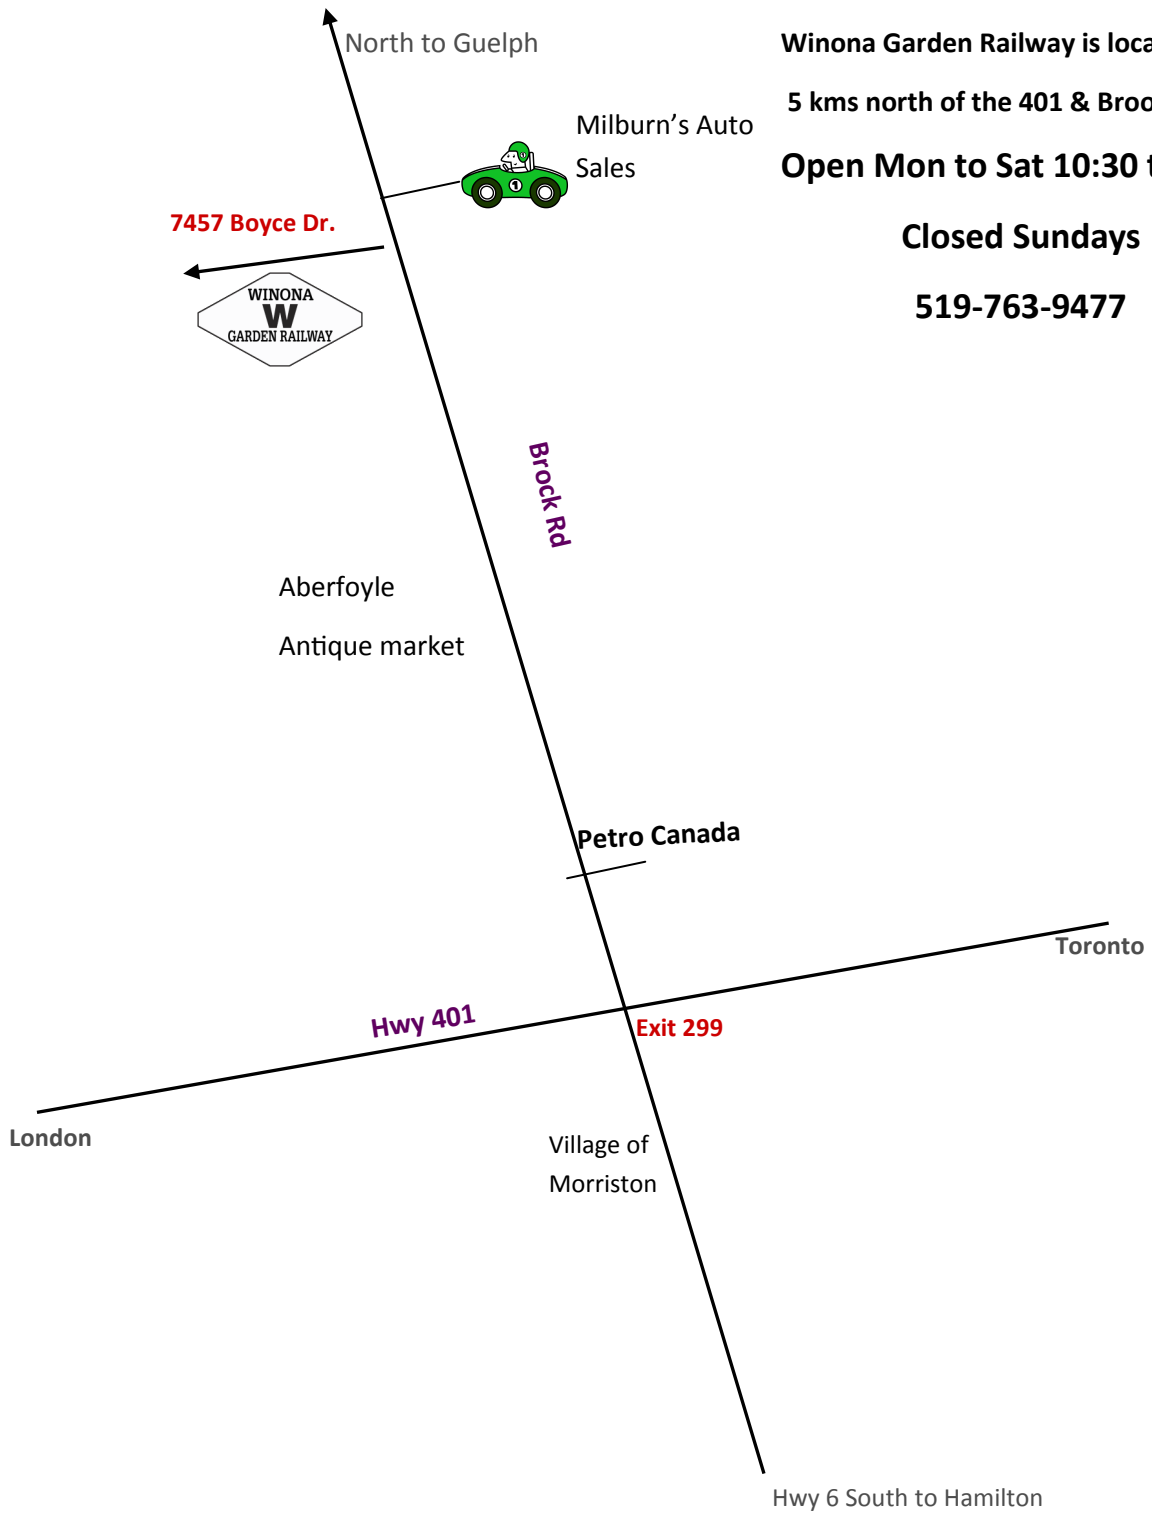 North to Guelph
Winona Garden Railway is
5 kms north of the 401 &
Milburn's Auto
Sales
Open Mon to Sat 10:30
7457 Boyce Dr.
Closed Sundays
WINONA
W
GARDEN RAILWAY
519-763-9477
1
Brock Rd
Aberfoyle
Antique market
Petro Canada
Toronto
Hwy 401
Exit 299
London
Village of
Morriston
Hwy 6 South to Hamilton